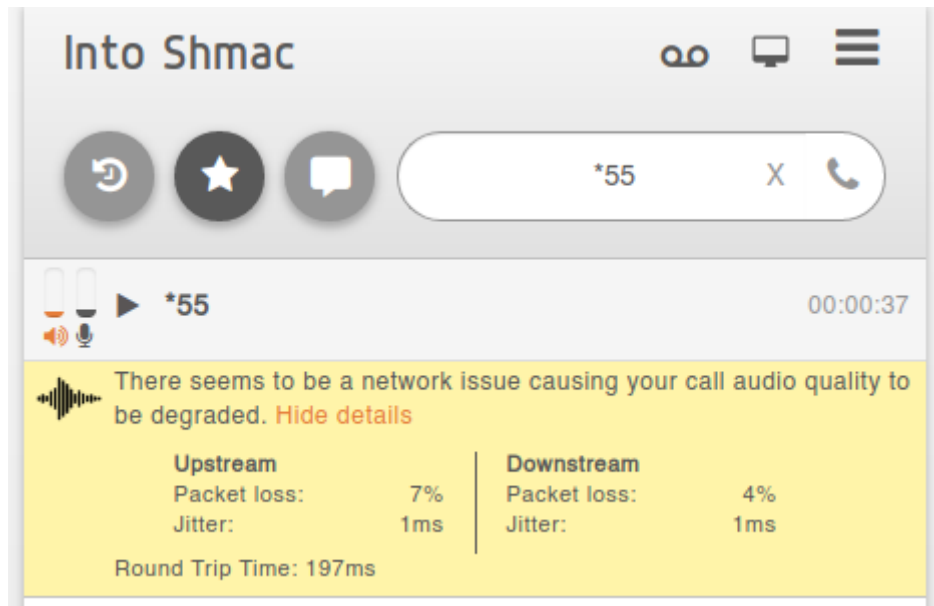 Into Shmac
*55 X
*55 00:00:37
There seems to be a network issue causing your call audio quality to
be degraded. Hide details
Upstream Downstream
Packet loss: 7% Packet loss: 4%
Jitter: 1ms Jitter: 1ms
Round Trip Time: 197ms